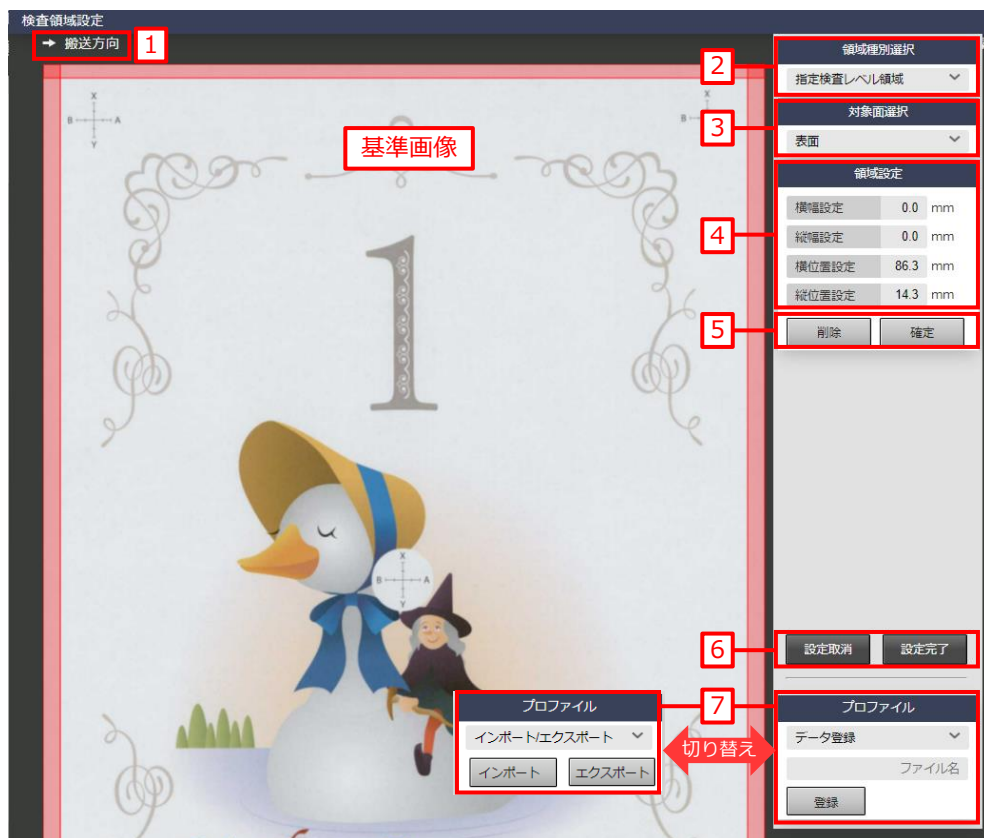 検査領域設定
→ 搬送方向
1
X
B A
Y
X
B
基準画像
1
2
領域種別選択
指定検査レベル領域
3
対象面選択
表面
4
領域設定
横幅設定 0.0 mm
縦幅設定 0.0 mm
横位置設定 86.3 mm
縦位置設定 14.3 mm
5
削除 確定
X
B A
Y
6
設定取消 設定完了
7
プロファイル
インポート/エクスポート
インポート エクスポート
切り替え
プロファイル
データ登録
ファイル名
登録